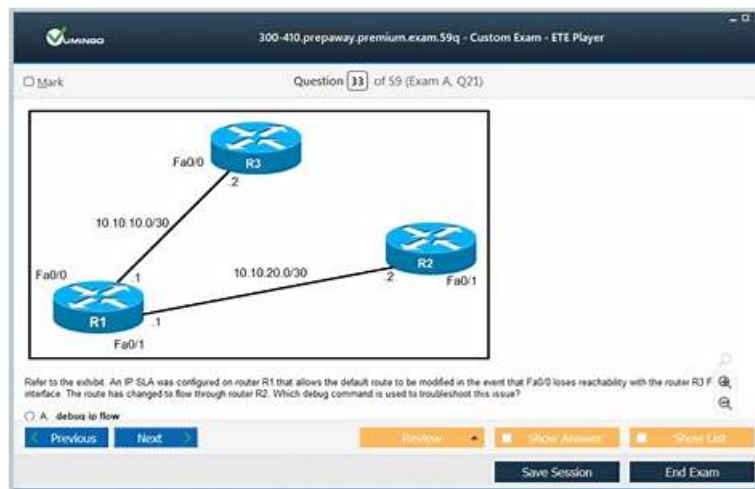 VUMINGO
300-410.prepaway.premium.exam.59q - Custom Exam - ETE Player
Mark
Question 33 of 59 (Exam A, Q21)
Fa0/0
R3
.2
10.10.10.0/30
R2
10.10.20.0/30
.2
Fa0/1
Fa0/0
.1
R1
.1
Fa0/1
Refer to the exhibit. An IP SLA was configured on router R1 that allows the default route to be modified in the event that Fa0/0 loses reachability with the router R3 F
interface. The route has changed to flow through router R2. Which debug command is used to troubleshoot this issue?
A. debug ip flow
Previous
Next
Review
Show Answer
Show List
Save Session
End Exam